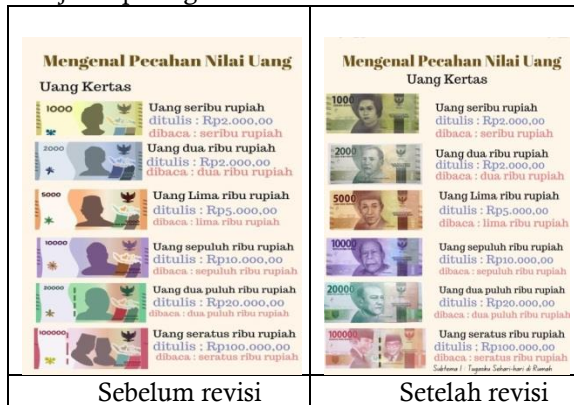 Mengenal Pecahan Nilai Uang
Uang Kertas
1000
Uang seribu rupiah
ditulis : Rp2.000,00
dibaca : seribu rupiah
2000
Uang dua ribu rupiah
ditulis : Rp2.000,00
dibaca : dua ribu rupiah
5000
Uang Lima ribu rupiah
ditulis : Rp5.000,00
dibaca : lima ribu rupiah
10000
Uang sepuluh ribu rupiah
ditulis : Rp10.000,00
dibaca : sepuluh ribu rupiah
20000
Uang dua puluh ribu rupiah
ditulis : Rp20.000,00
dibaca : dua puluh ribu rupiah
100000
Uang seratus ribu rupiah
ditulis : Rp100.000,00
dibaca : seratus ribu rupiah
Sebelum revisi
Mengenal Pecahan Nilai Uang
Uang Kertas
1000
Uang seribu rupiah
ditulis : Rp2.000,00
dibaca : seribu rupiah
2000
Uang dua ribu rupiah
ditulis : Rp2.000,00
dibaca : dua ribu rupiah
5000
Uang Lima ribu rupiah
ditulis : Rp5.000,00
dibaca : lima ribu rupiah
10000
Uang sepuluh ribu rupiah
ditulis : Rp10.000,00
dibaca : sepuluh ribu rupiah
20000
Uang dua puluh ribu rupiah
ditulis : Rp20.000,00
dibaca : dua puluh ribu rupiah
100000
Uang seratus ribu rupiah
ditulis : Rp100.000,00
dibaca : seratus ribu rupiah
Subtema 1 : Tugasku Sehari-hari di Rumah
Setelah revisi